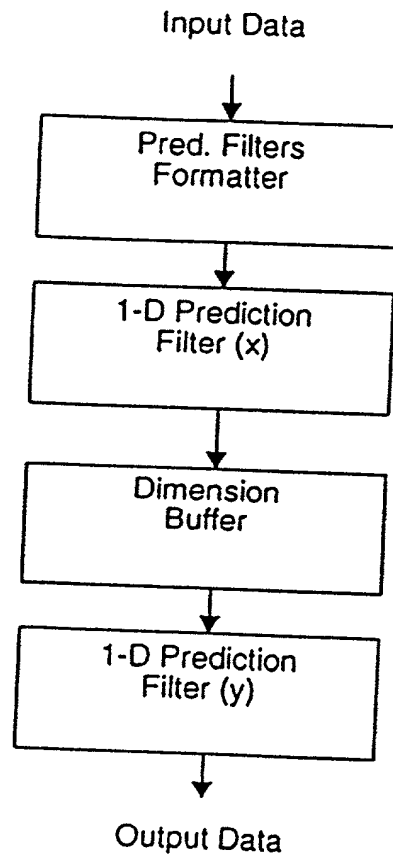 Input Data
Pred. Filters
Formatter
1-D Prediction
Filter (x)
Dimension
Buffer
1-D Prediction
Filter (y)
Output Data